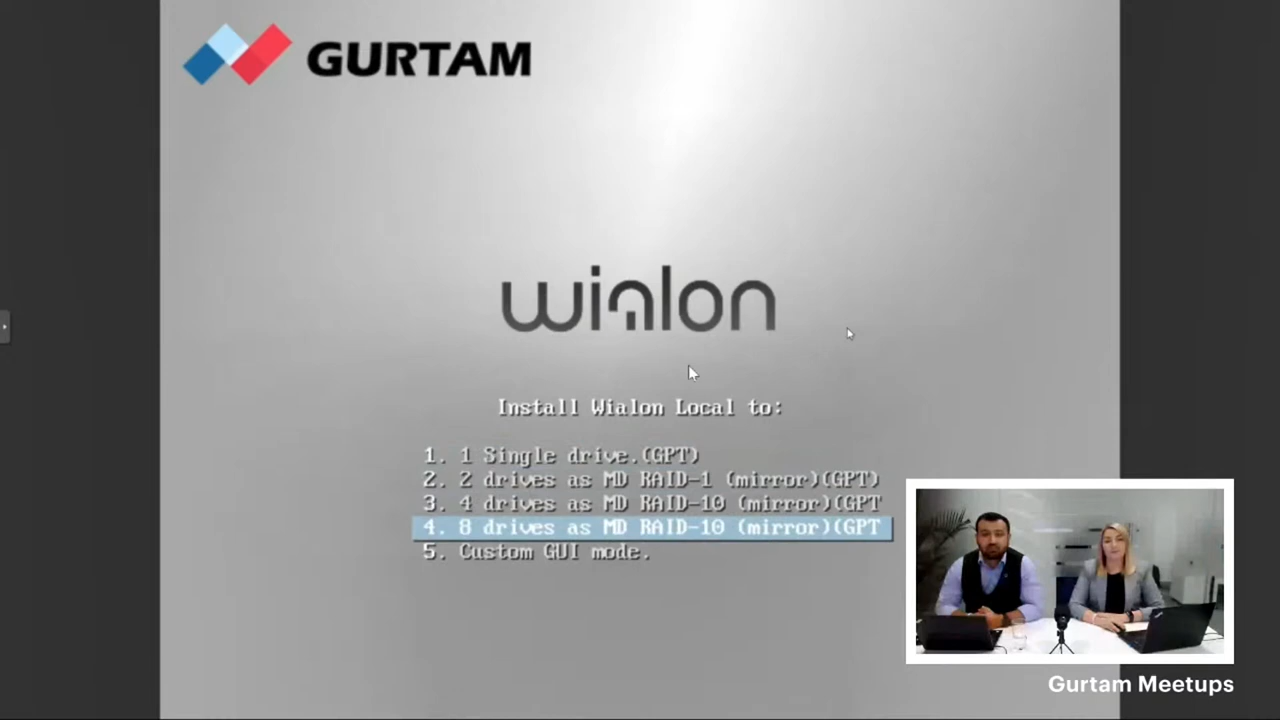 GURTAM
wialon
Install Wialon Local to:
1. 1 Single drive.(GPT)
2. 2 drives as MD RAID-1 (mirror)(GPT)
3. 4 drives as MD RAID-10 (mirror)(GPT
4. 8 drives as MD RAID-10 (mirror)(GPT
5. Custom GUI mode.
Gurtam Meetups